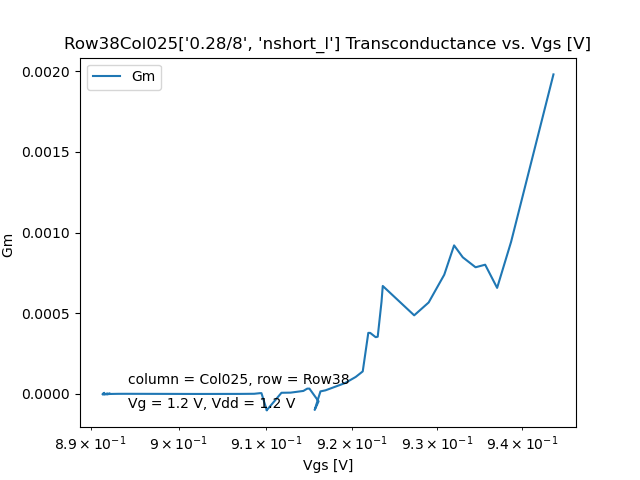 Row38Col025['0.28/8', 'nshort_l'] Transconductance vs. Vgs [V]
Gm
0.0020
0.0015
0.0010
0.0005
0.0000
Gm
column = Col025, row = Row38
Vg = 1.2 V, Vdd = 1.2 V
8.9 × 10⁻¹ 9 × 10⁻¹ 9.1 × 10⁻¹ 9.2 × 10⁻¹ 9.3 × 10⁻¹ 9.4 × 10⁻¹
Vgs [V]